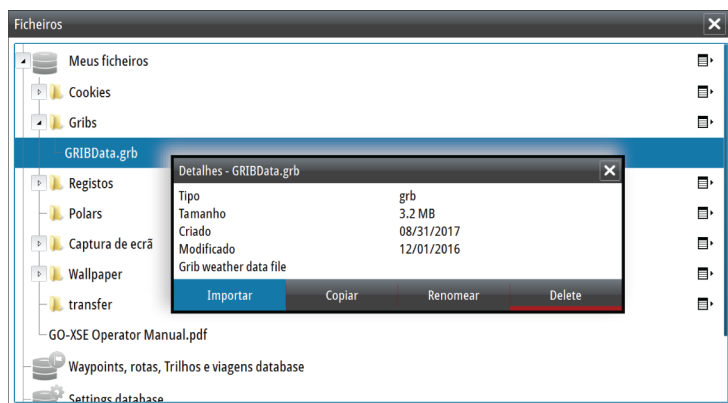 Ficheiros
Meus ficheiros
Cookies
Gribs
GRIBData.grb
Detalhes - GRIBData.grb
Tipo grb
Tamanho 3.2 MB
Criado 08/31/2017
Modificado 12/01/2016
Grib weather data file
Importar Copiar Renomear Delete
Registos
Polars
Captura de ecrã
Wallpaper
transfer
GO-XSE Operator Manual.pdf
Waypoints, rotas, Trilhos e viagens database
Settings database